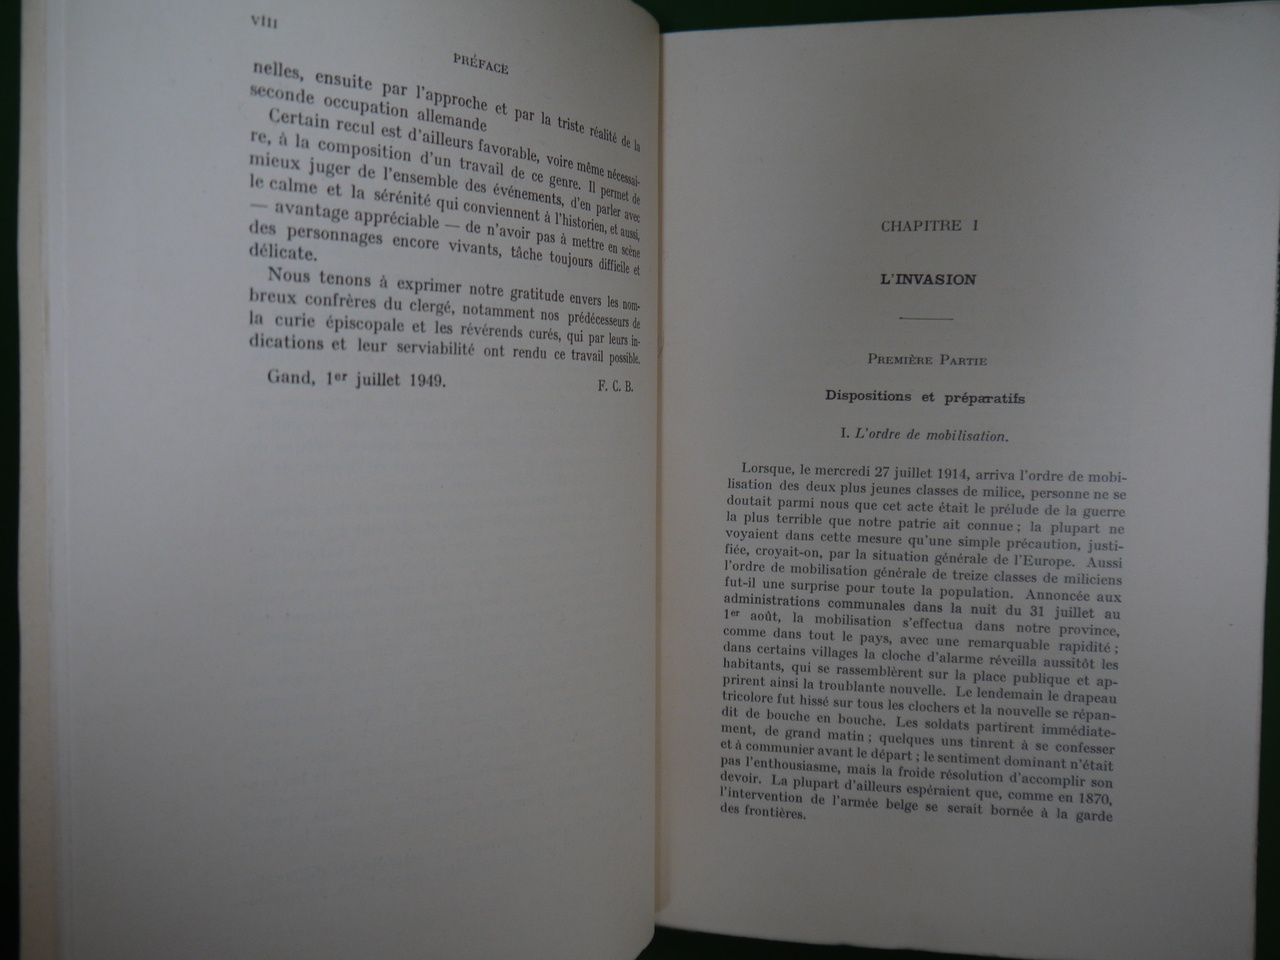 VIII
PRÉFACE
nelles, ensuite par l'approche et par la triste réalité de la
seconde occupation allemande
Certain recul est d'ailleurs favorable, voire même nécessai-
re, à la composition d'un travail de ce genre. Il permet de
mieux juger de l'ensemble des événements, d'en parler avec
le calme et la sérénité qui conviennent à l'historien, et aussi,
— avantage appréciable — de n'avoir pas à mettre en scène
des personnages encore vivants, tâche toujours difficile et
délicate.
Nous tenons à exprimer notre gratitude envers les nom-
breux confrères du clergé, notamment nos prédécesseurs de
la curie épiscopale et les révérends curés, qui par leurs in-
dications et leur serviabilité ont rendu ce travail possible.
Gand, 1er juillet 1949. F. C. B.
CHAPITRE I
L'INVASION
PREMIÈRE PARTIE
Dispositions et préparatifs
I. L'ordre de mobilisation.
Lorsque, le mercredi 27 juillet 1914, arriva l'ordre de mobi-
lisation des deux plus jeunes classes de milice, personne ne se
doutait parmi nous que cet acte était le prélude de la guerre
la plus terrible que notre patrie ait connue ; la plupart ne
voyaient dans cette mesure qu'une simple précaution, justi-
fiée, croyait-on, par la situation générale de l'Europe. Aussi
l'ordre de mobilisation générale de treize classes de miliciens
fut-il une surprise pour toute la population. Annoncée aux
administrations communales dans la nuit du 31 juillet au
1er août, la mobilisation s'effectua dans notre province,
comme dans tout le pays, avec une remarquable rapidité ;
dans certains villages la cloche d'alarme réveilla aussitôt les
habitants, qui se rassemblèrent sur la place publique et ap-
prirent ainsi la troublante nouvelle. Le lendemain le drapeau
tricolore fut hissé sur tous les clochers et la nouvelle se répan-
dit de bouche en bouche. Les soldats partirent immédiate-
ment, de grand matin ; quelques uns tinrent à se confesser
et à communier avant le départ ; le sentiment dominant n'était
pas l'enthousiasme, mais la froide résolution d'accomplir son
devoir. La plupart d'ailleurs espéraient que, comme en 1870,
l'intervention de l'armée belge se serait bornée à la garde
des frontières.